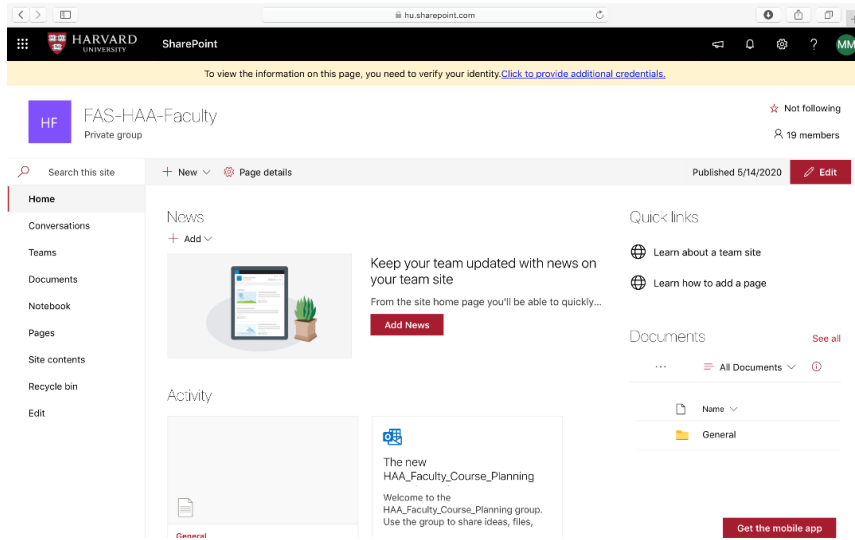 hu.sharepoint.com
HARVARD
UNIVERSITY
SharePoint
?
MM
To view the information on this page, you need to verify your identity.Click to provide additional credentials.
HF
FAS-HAA-Faculty
Private group
Not following
19 members
Search this site
New
Page details
Published 5/14/2020
Edit
Home
Conversations
Teams
Documents
Notebook
Pages
Site contents
Recycle bin
Edit
News
Add
Keep your team updated with news on
your team site
From the site home page you'll be able to quickly...
Add News
Quick links
Learn about a team site
Learn how to add a page
Documents
See all
...
All Documents
Name
General
Activity
General
The new
HAA_Faculty_Course_Planning
Welcome to the
HAA_Faculty_Course_Planning group.
Use the group to share ideas, files,
Get the mobile app